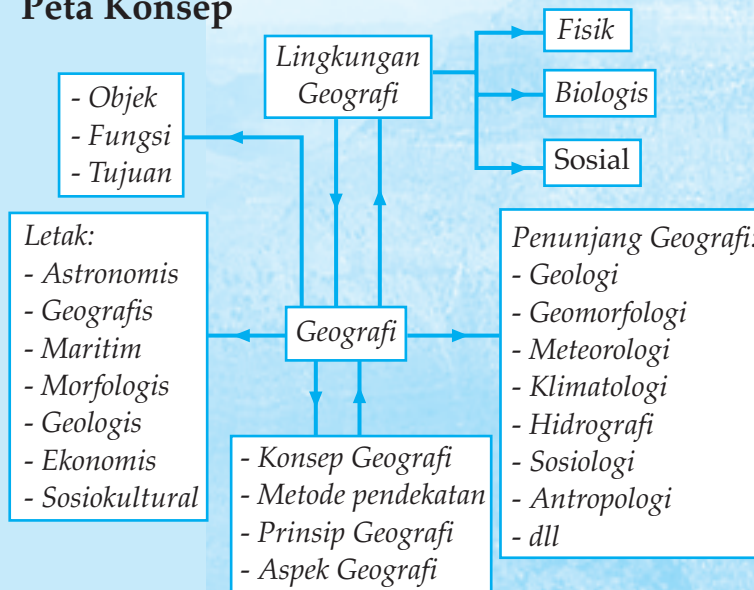 Peta Konsep
Lingkungan
Geografi
Fisik
Biologis
Sosial
- Objek
- Fungsi
- Tujuan
Letak:
- Astronomis
- Geografis
- Maritim
- Morfologis
- Geologis
- Ekonomis
- Sosiokultural
Geografi
Penunjang Geografi:
- Geologi
- Geomorfologi
- Meteorologi
- Klimatologi
- Hidrografi
- Sosiologi
- Antropologi
- dll
- Konsep Geografi
- Metode pendekatan
- Prinsip Geografi
- Aspek Geografi